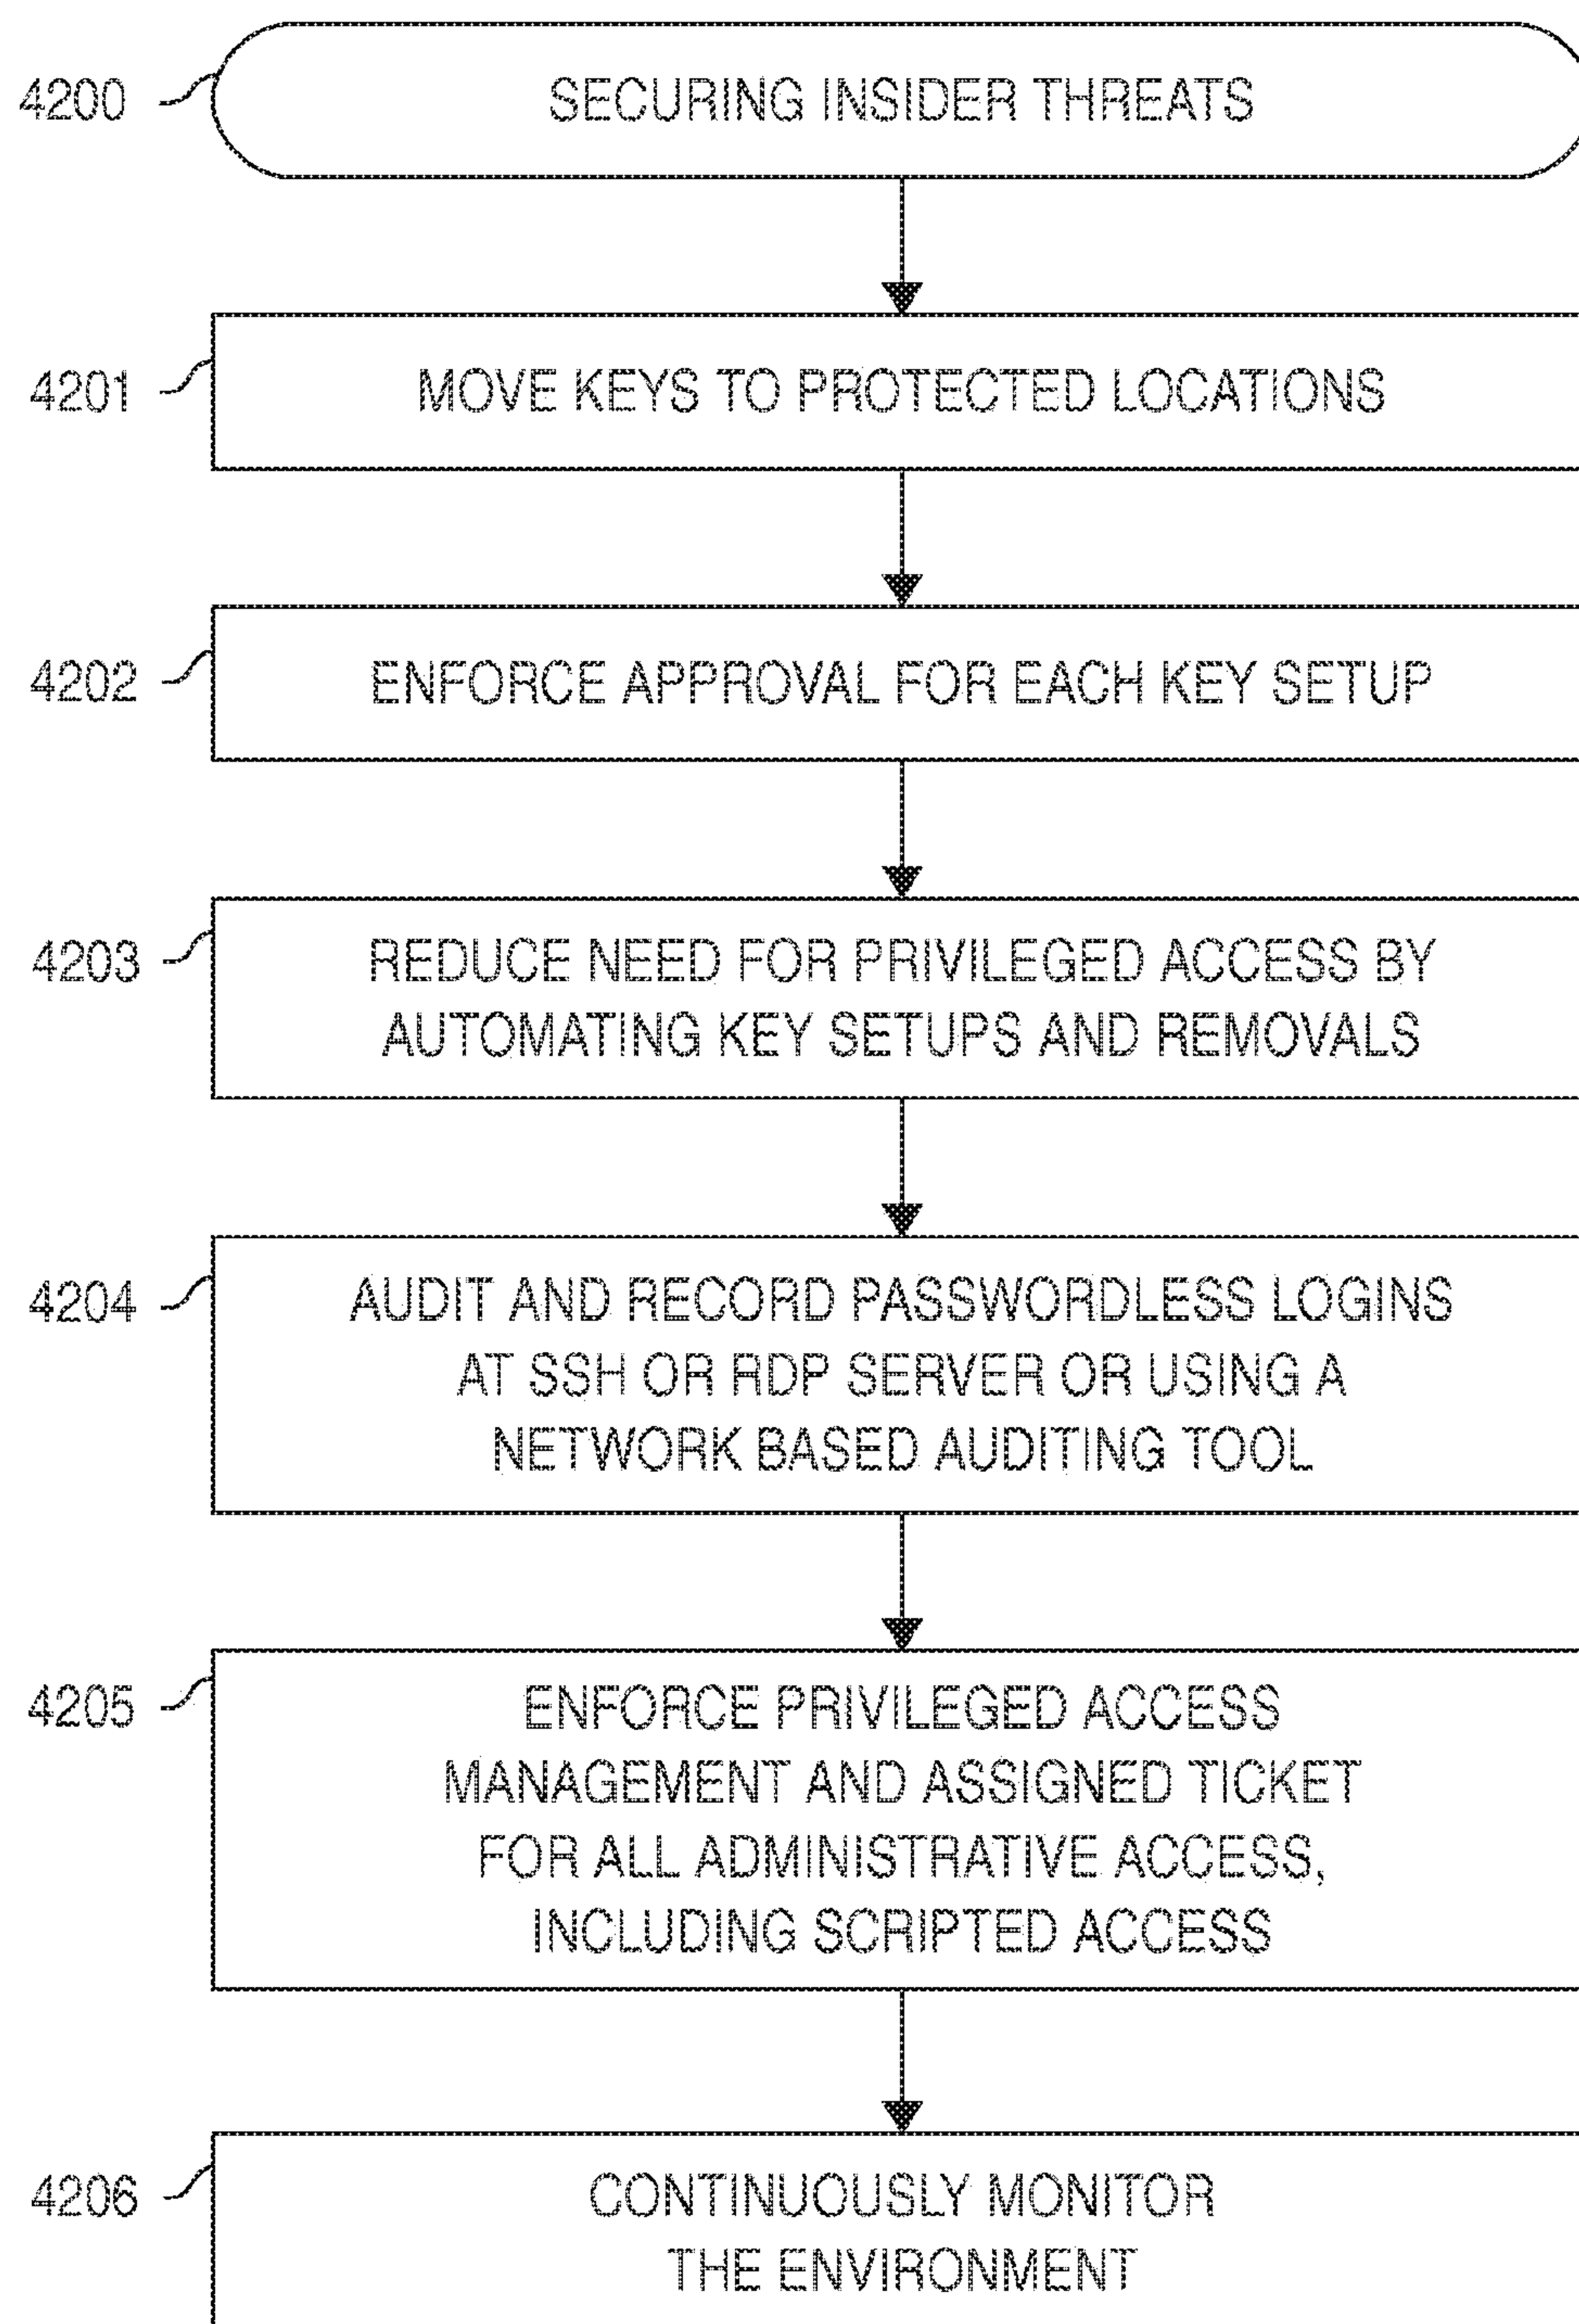 4200
SECURING INSIDER THREATS
4201
MOVE KEYS TO PROTECTED LOCATIONS
4202
ENFORCE APPROVAL FOR EACH KEY SETUP
4203
REDUCE NEED FOR PRIVILEGED ACCESS BY
AUTOMATING KEY SETUPS AND REMOVALS
4204
AUDIT AND RECORD PASSWORDLESS LOGINS
AT SSH OR RDP SERVER OR USING A
NETWORK BASED AUDITING TOOL
4205
ENFORCE PRIVILEGED ACCESS
MANAGEMENT AND ASSIGNED TICKET
FOR ALL ADMINISTRATIVE ACCESS,
INCLUDING SCRIPTED ACCESS
4206
CONTINUOUSLY MONITOR
THE ENVIRONMENT